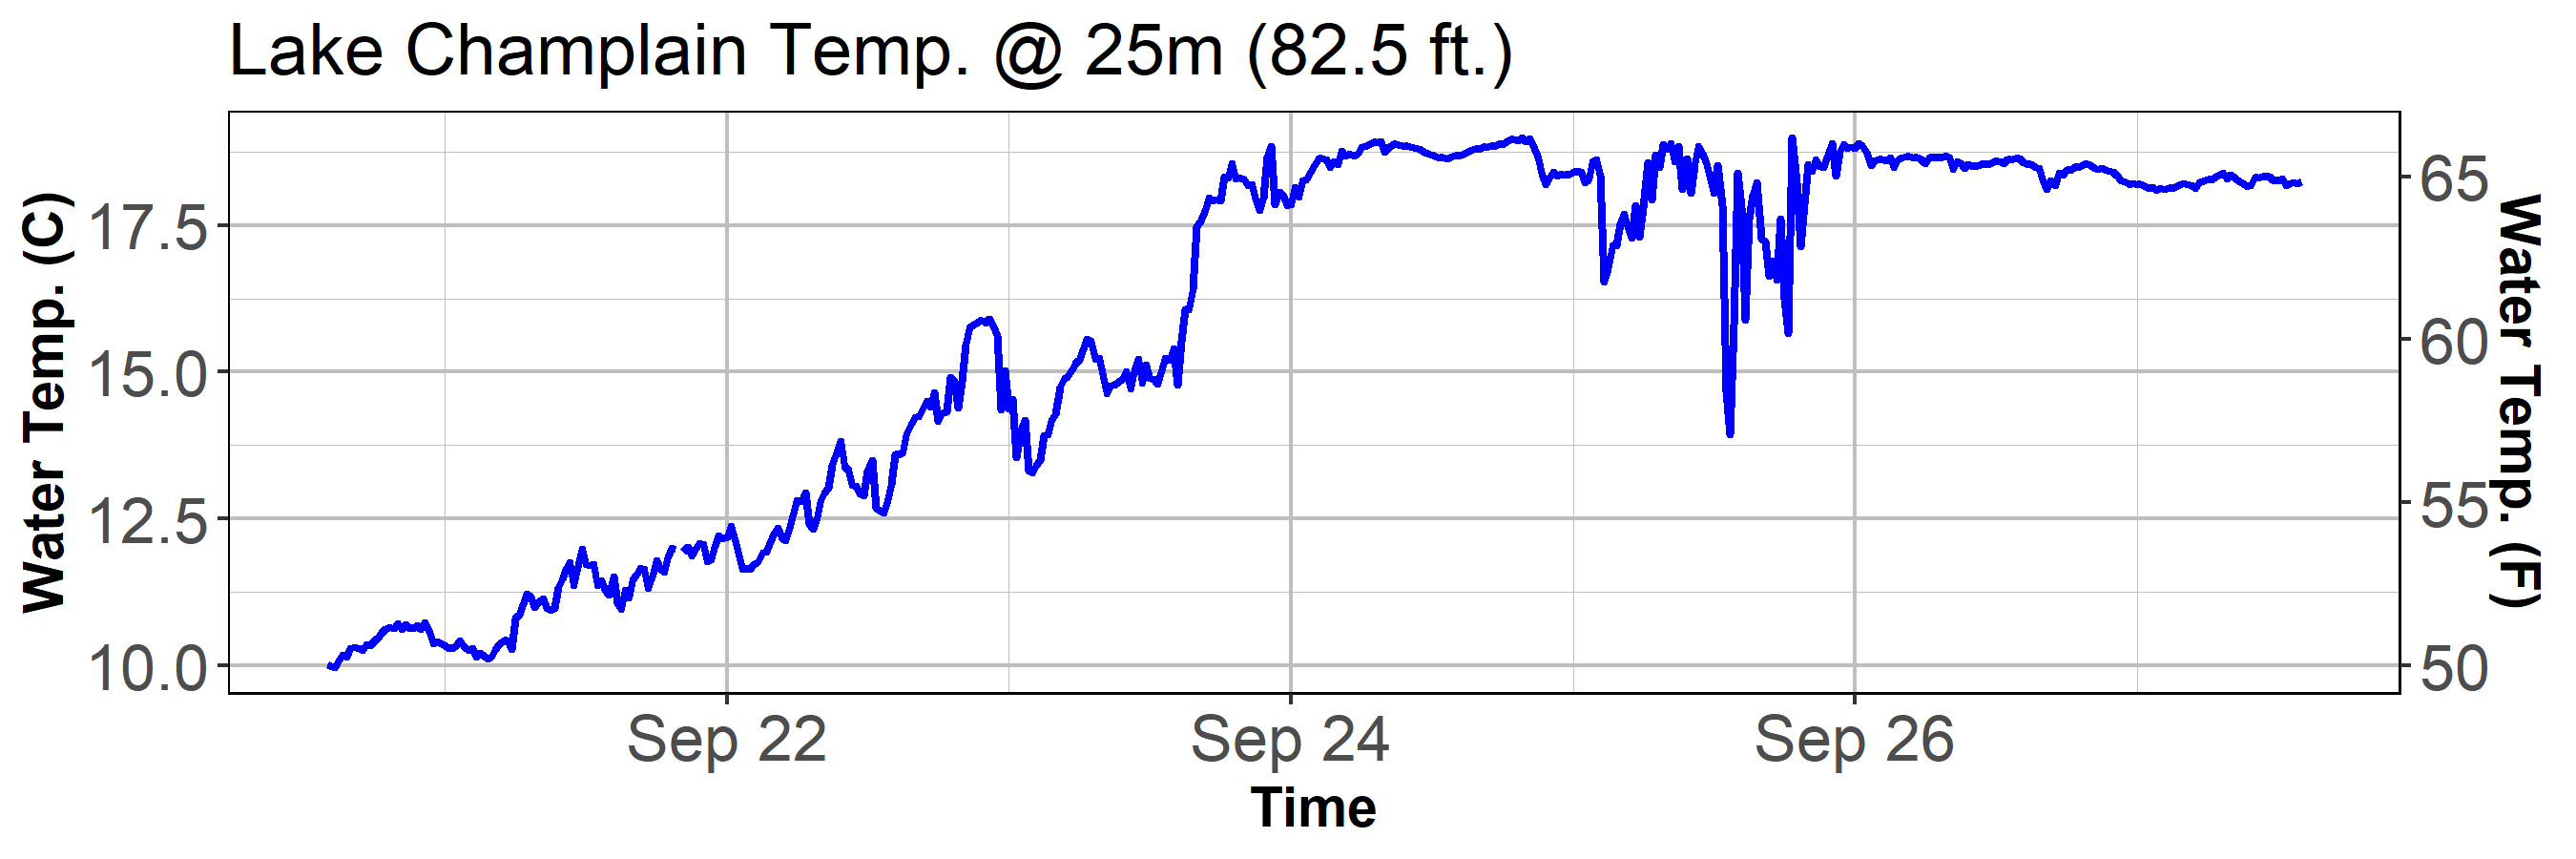 Lake Champlain Temp. @ 25m (82.5 ft.)
Water Temp. (C)
17.5
15.0
12.5
10.0
65
60
55
50
Water Temp. (F)
Sep 22
Sep 24
Sep 26
Time